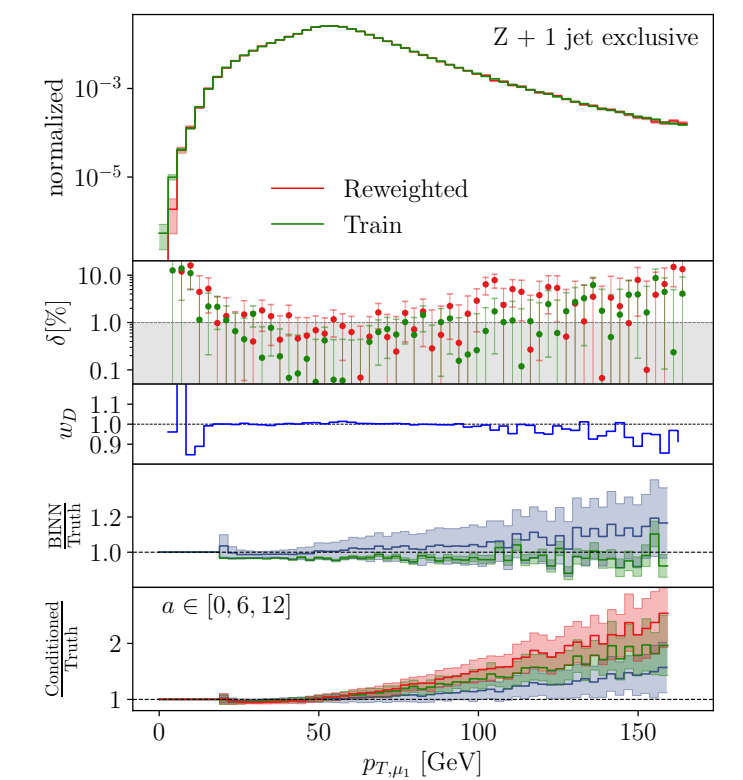 Z + 1 jet exclusive
normalized
10⁻³
10⁻⁵
Reweighted
Train
δ[%]
10.0
1.0
0.1
w_D
1.1
1.0
0.9
BINN
Truth
1.2
1.0
a ∈ [0, 6, 12]
Conditioned
Truth
2
1
0 50 100 150
p_{T,μ₁} [GeV]